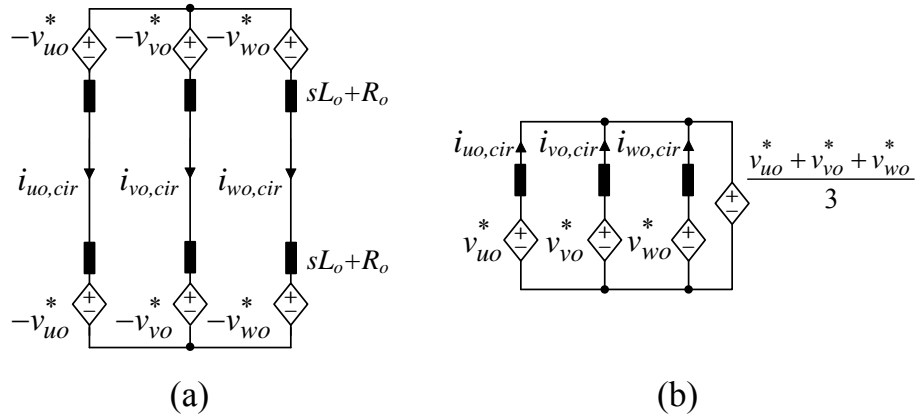 −v*uo −v*vo −v*wo
+ − + − + −
sLo+Ro
iuo,cir ivo,cir iwo,cir
sLo+Ro
+ − + − + −
−v*uo −v*vo −v*wo
(a)
iuo,cir ivo,cir iwo,cir
v*uo + v*vo + v*wo
3
+ −
+ − + − + −
v*uo v*vo v*wo
(b)